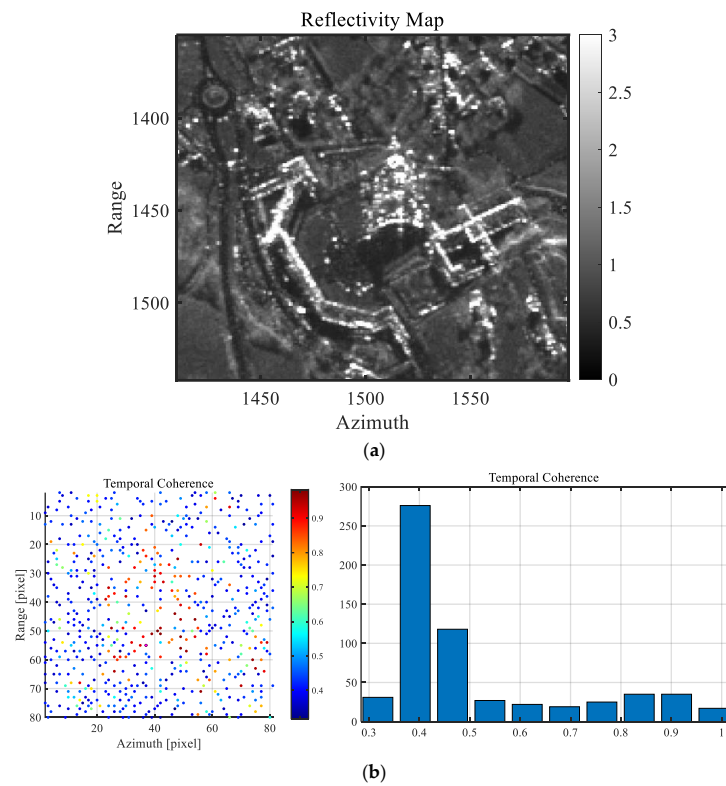 Reflectivity Map
3
2.5
2
1.5
1
0.5
0
Range
1400
1450
1500
1450 1500 1550
Azimuth
(a)
Temporal Coherence
Range [pixel]
10
20
30
40
50
60
70
80
20 40 60 80
Azimuth [pixel]
0.9
0.8
0.7
0.6
0.5
0.4
Temporal Coherence
300
250
200
150
100
50
0
0.3 0.4 0.5 0.6 0.7 0.8 0.9 1
(b)